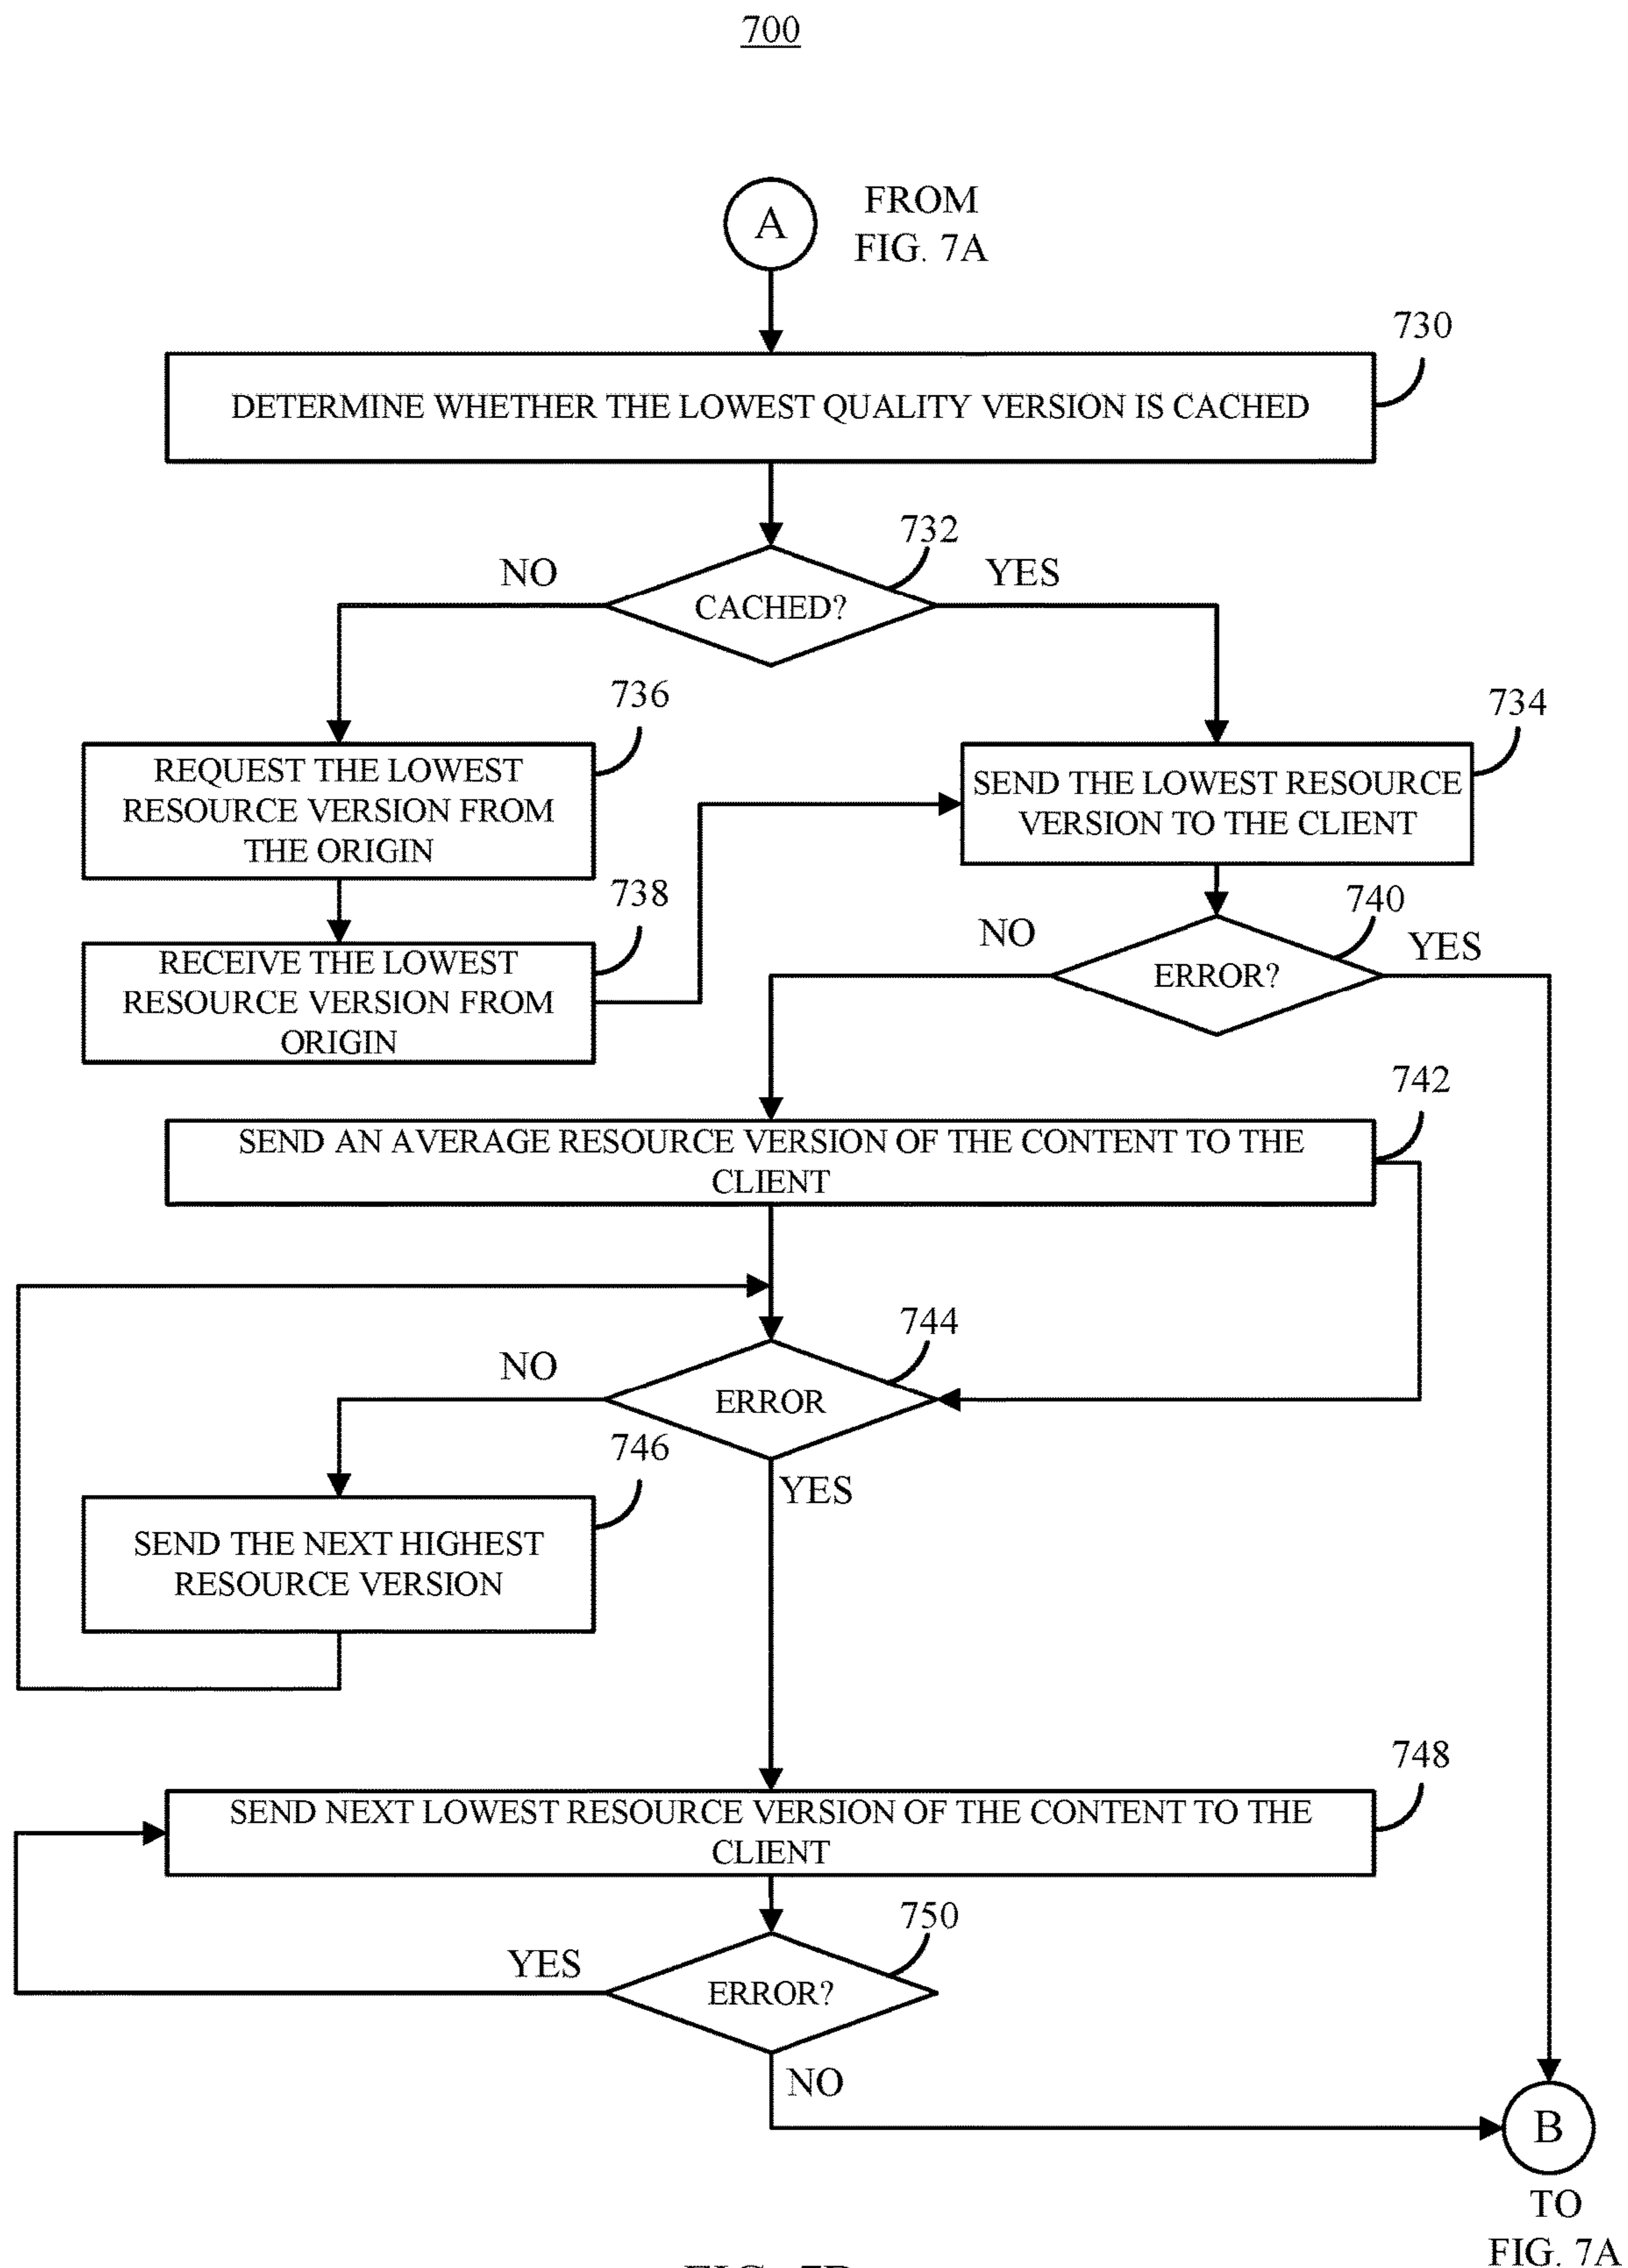 700
A
FROM
FIG. 7A
730
DETERMINE WHETHER THE LOWEST QUALITY VERSION IS CACHED
732
NO
YES
CACHED?
736
734
REQUEST THE LOWEST
RESOURCE VERSION FROM
THE ORIGIN
SEND THE LOWEST RESOURCE
VERSION TO THE CLIENT
738
740
RECEIVE THE LOWEST
RESOURCE VERSION FROM
ORIGIN
NO
YES
ERROR?
742
SEND AN AVERAGE RESOURCE VERSION OF THE CONTENT TO THE
CLIENT
744
NO
ERROR
746
YES
SEND THE NEXT HIGHEST
RESOURCE VERSION
748
SEND NEXT LOWEST RESOURCE VERSION OF THE CONTENT TO THE
CLIENT
750
YES
ERROR?
NO
B
TO
FIG. 7A